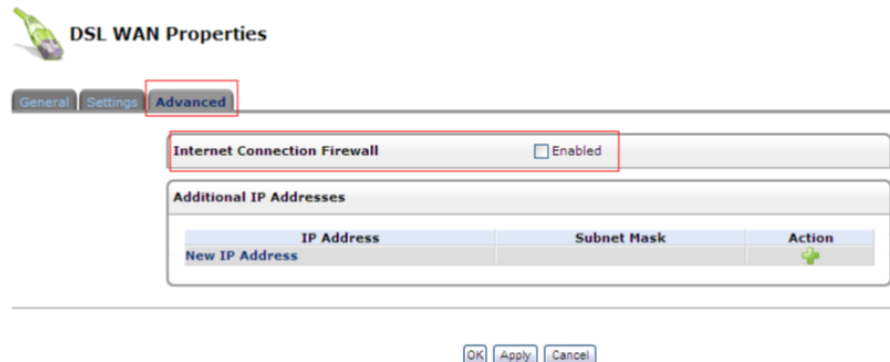 DSL WAN Properties
General Settings Advanced
Internet Connection Firewall Enabled
Additional IP Addresses
IP Address Subnet Mask Action
New IP Address
OK Apply Cancel